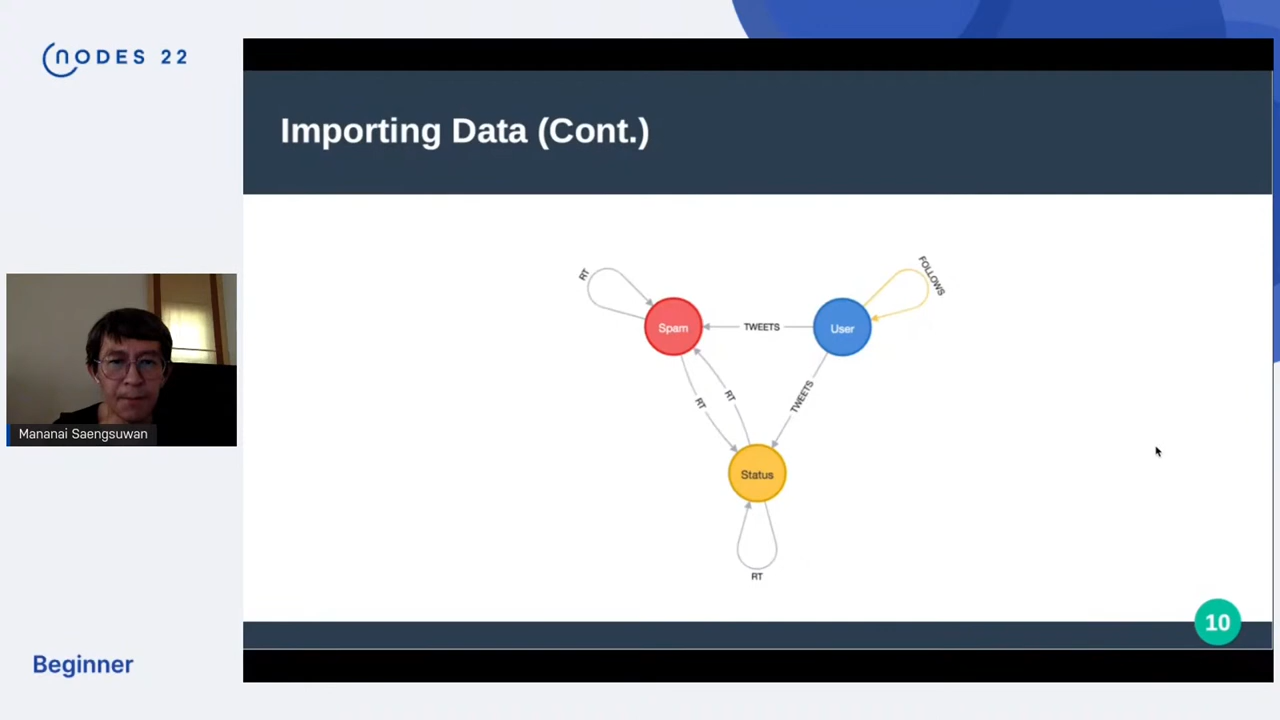 NODES 22
Importing Data (Cont.)
RT
FOLLOWS
Spam
TWEETS
User
RT
RT
TWEETS
Status
RT
Mananai Saengsuwan
10
Beginner